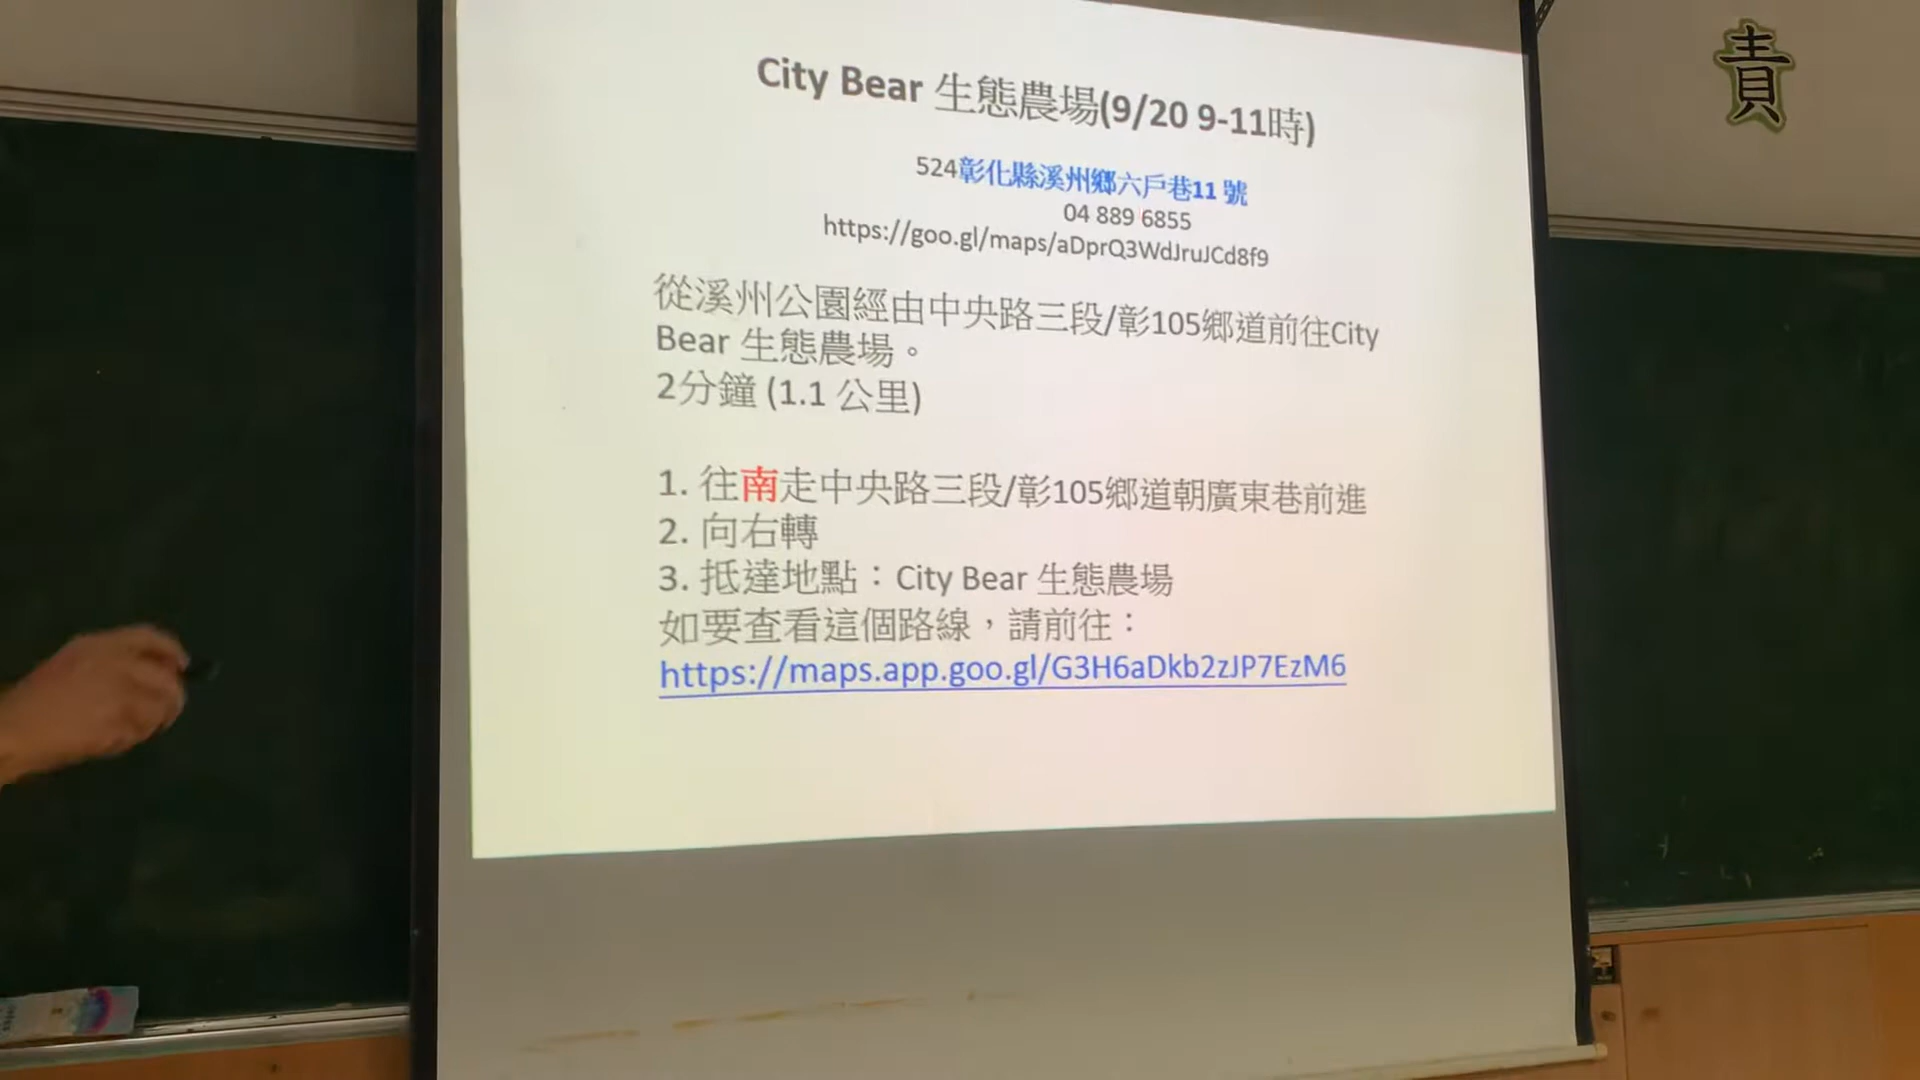 City Bear 生態農場(9/20 9-11時)
責
524彰化縣溪州鄉六戶巷11 號
04 889 6855
https://goo.gl/maps/aDprQ3WdJruJCd8f9
從溪州公園經由中央路三段/彰105鄉道前往City
Bear 生態農場。
2分鐘 (1.1 公里)
1. 往南走中央路三段/彰105鄉道朝廣東巷前進
2. 向右轉
3. 抵達地點：City Bear 生態農場
如要查看這個路線，請前往：
https://maps.app.goo.gl/G3H6aDkb2zJP7EzM6